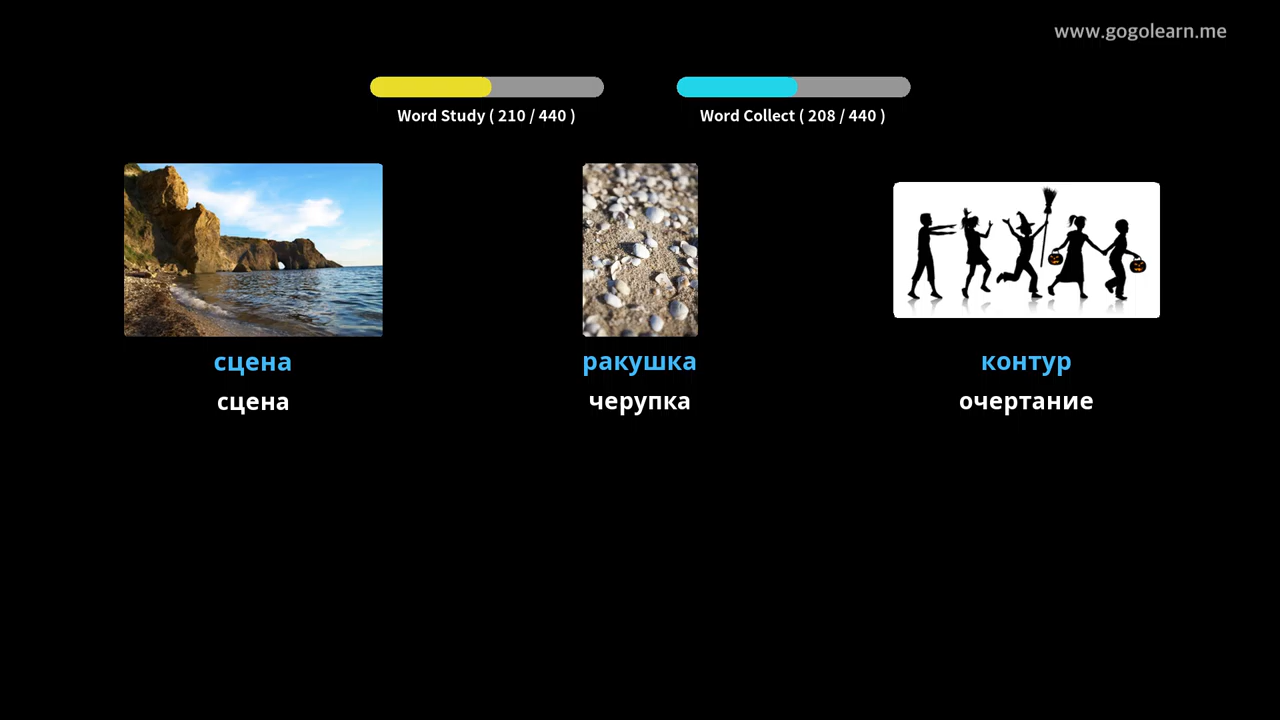 www.gogolearn.me
Word Study ( 210 / 440 )
Word Collect ( 208 / 440 )
сцена
ракушка
контур
сцена
черупка
очертание